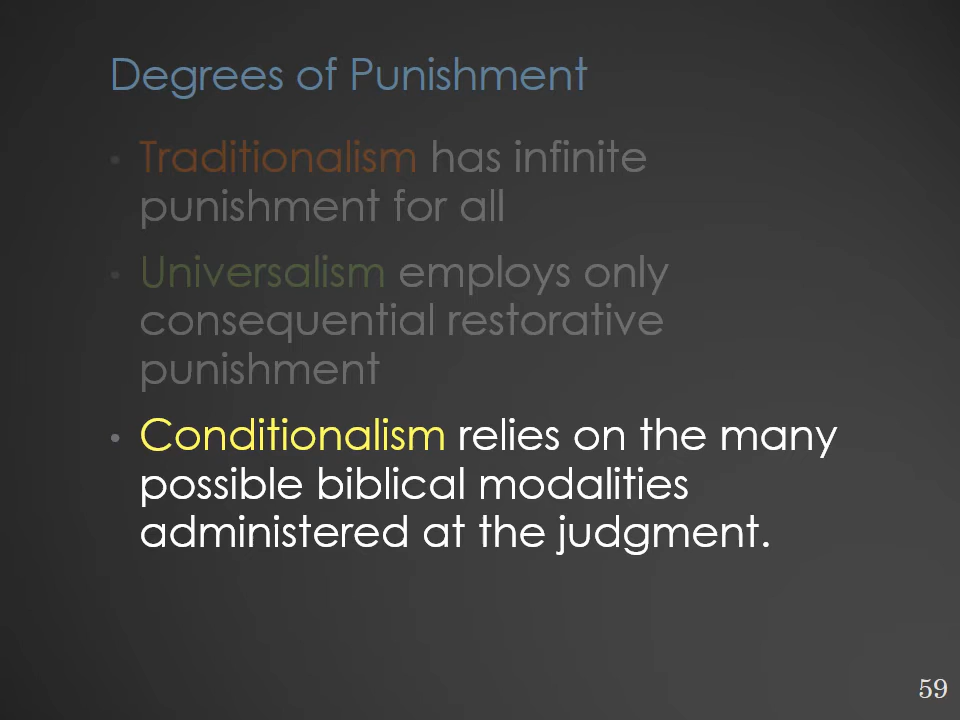 Degrees of Punishment
• Traditionalism has infinite
punishment for all
• Universalism employs only
consequential restorative
punishment
• Conditionalism relies on the many
possible biblical modalities
administered at the judgment.
59